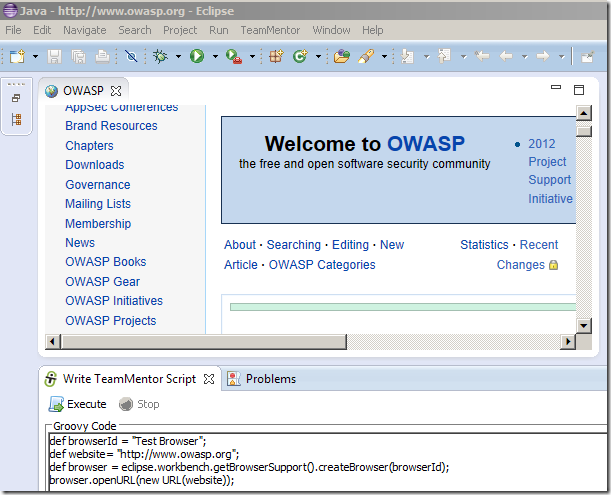 Java - http://www.owasp.org - Eclipse
File Edit Navigate Search Project Run TeamMentor Window Help
OWASP
AppSec Conferences
Brand Resources
Chapters
Downloads
Governance
Mailing Lists
Membership
News
OWASP Books
OWASP Gear
OWASP Initiatives
OWASP Projects
Welcome to OWASP
the free and open software security community
• 2012
Project
Support
Initiative
About · Searching · Editing · New
Article · OWASP Categories
Statistics · Recent
Changes
Write TeamMentor Script
Problems
Execute Stop
Groovy Code
def browserId = "Test Browser";
def website= "http://www.owasp.org";
def browser = eclipse.workbench.getBrowserSupport().createBrowser(browserId);
browser.openURL(new URL(website));